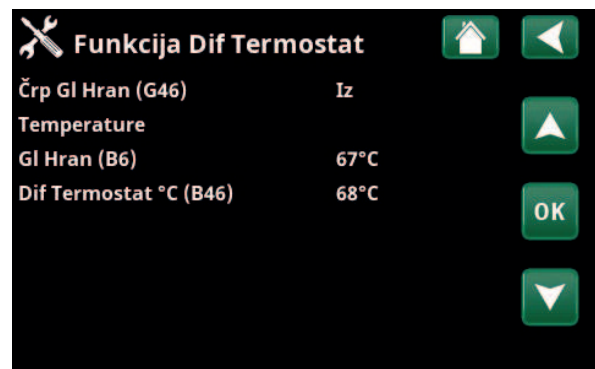 Funkcija Dif Termostat
Črp Gl Hran (G46) Iz
Temperature
Gl Hran (B6) 67°C
Dif Termostat °C (B46) 68°C
OK